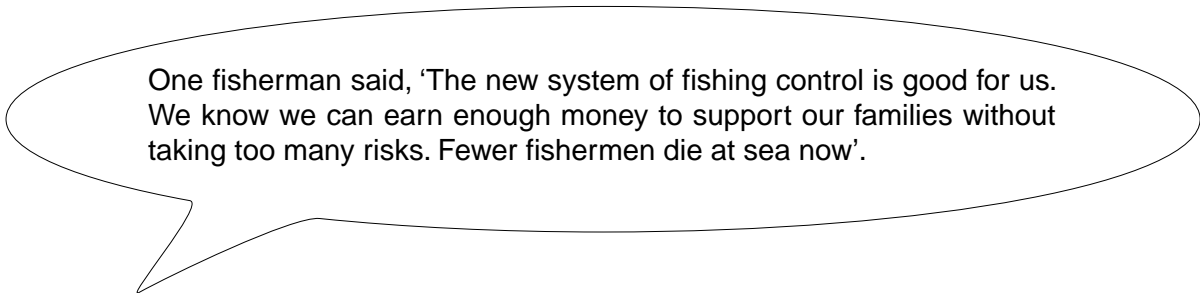 One fisherman said, ‘The new system of fishing control is good for us.
We know we can earn enough money to support our families without
taking too many risks. Fewer fishermen die at sea now’.